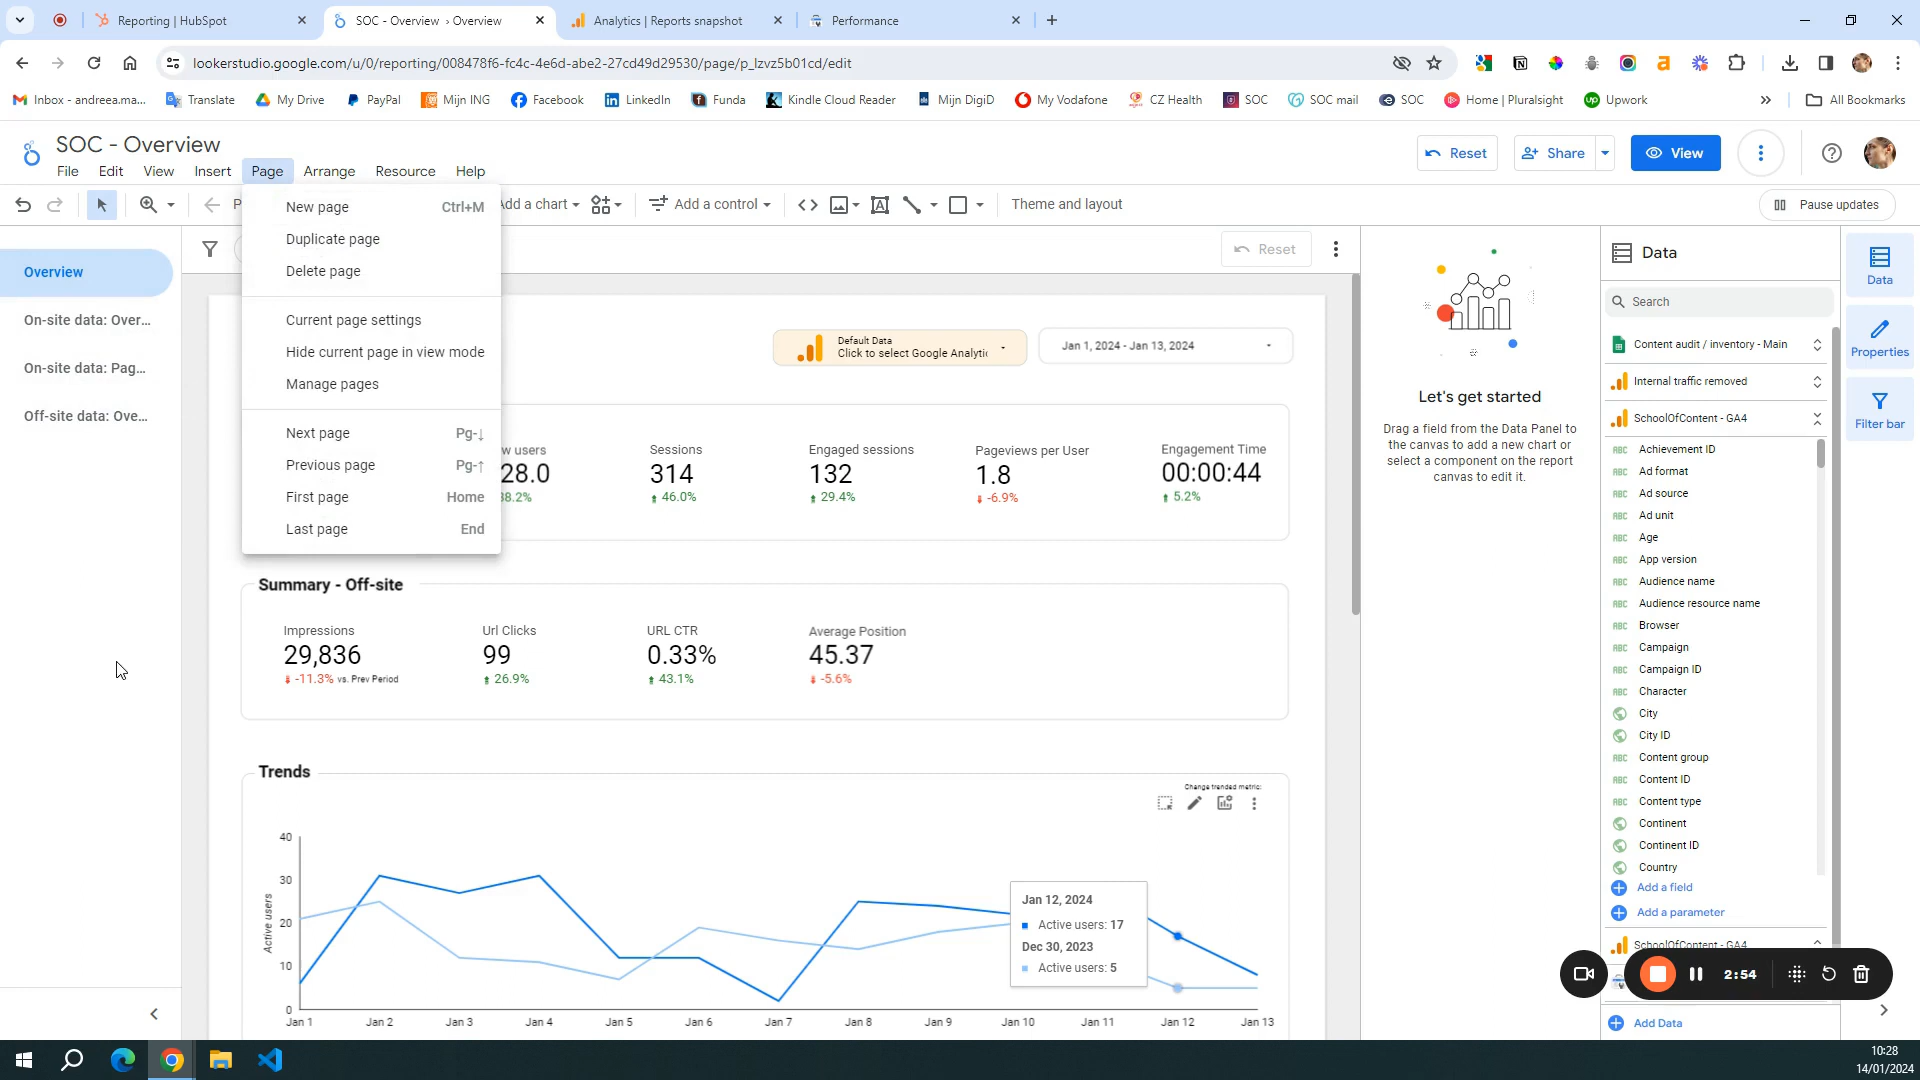 Reporting | HubSpot
SOC - Overview › Overview
Analytics | Reports snapshot
Performance
lookerstudio.google.com/u/0/reporting/008478f6-fc4c-4e6d-abe2-27cd49d29530/page/p_lzvz5b01cd/edit
Inbox - andreea.ma...
Translate
My Drive
PayPal
Mijn ING
Facebook
LinkedIn
Funda
Kindle Cloud Reader
Mijn DigiD
My Vodafone
CZ Health
SOC
SOC mail
SOC
Home | Pluralsight
Upwork
All Bookmarks
SOC - Overview
Reset
Share
View
File
Edit
View
Insert
Page
Arrange
Resource
Help
P
dd a chart
Add a control
Theme and layout
Pause updates
New page Ctrl+M
Duplicate page
Delete page
Current page settings
Hide current page in view mode
Manage pages
Next page Pg-↓
Previous page Pg-↑
First page Home
Last page End
Overview
On-site data: Over...
On-site data: Pag...
Off-site data: Ove...
Reset
Default Data
Click to select Google Analytic
Jan 1, 2024 - Jan 13, 2024
w users
28.0
38.2%
Sessions
314
46.0%
Engaged sessions
132
29.4%
Pageviews per User
1.8
-6.9%
Engagement Time
00:00:44
5.2%
Summary - Off-site
Impressions
29,836
-11.3% vs. Prev Period
Url Clicks
99
26.9%
URL CTR
0.33%
43.1%
Average Position
45.37
-5.6%
Trends
Change trended metric:
40
30
20
10
0
Active users
Jan 12, 2024
Active users: 17
Dec 30, 2023
Active users: 5
Jan 1
Jan 2
Jan 3
Jan 4
Jan 5
Jan 6
Jan 7
Jan 8
Jan 9
Jan 10
Jan 11
Jan 12
Jan 13
Let's get started
Drag a field from the Data Panel to
the canvas to add a new chart or
select a component on the report
canvas to edit it.
Data
Search
Content audit / inventory - Main
Internal traffic removed
SchoolOfContent - GA4
ABC Achievement ID
ABC Ad format
ABC Ad source
ABC Ad unit
ABC Age
ABC App version
ABC Audience name
ABC Audience resource name
ABC Browser
ABC Campaign
ABC Campaign ID
ABC Character
City
City ID
ABC Content group
ABC Content ID
ABC Content type
Continent
Continent ID
Country
Add a field
Add a parameter
SchoolOfContent - GA4
2:54
Add Data
Data
Properties
Filter bar
10:28
14/01/2024